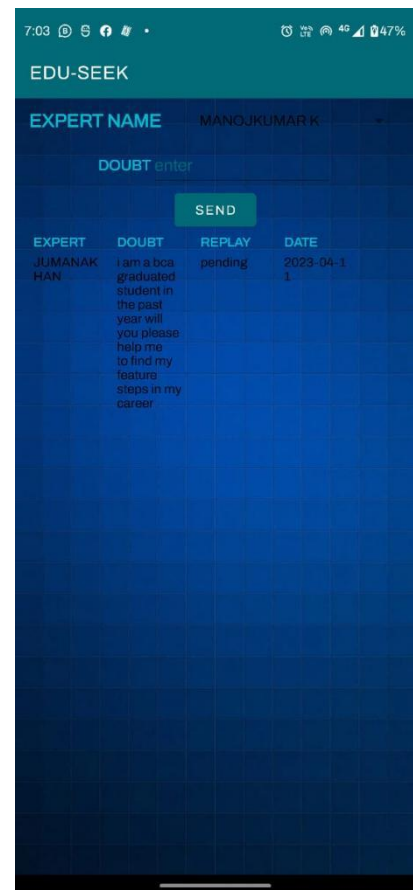 7:03 4G 47%
EDU-SEEK
EXPERT NAME MANOJKUMAR K
DOUBT enter
SEND
EXPERT DOUBT REPLAY DATE
JUMANAK i am a bca pending 2023-04-1
HAN graduated 1
student in
the past
year will
you please
help me
to find my
feature
steps in my
career